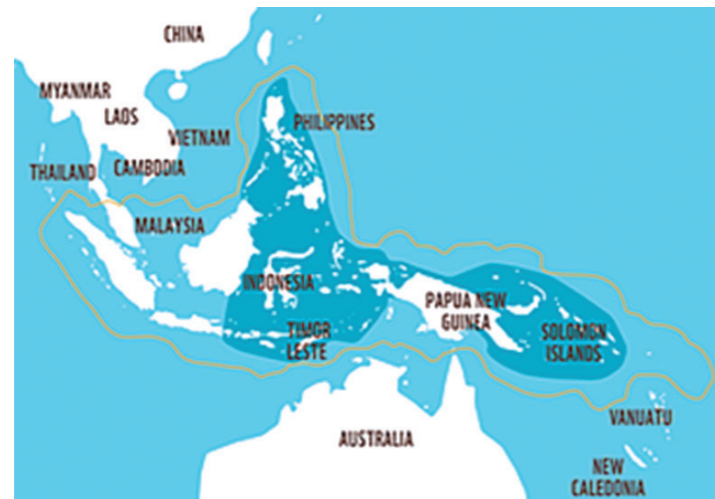 CHINA
MYANMAR
LAOS
PHILIPPINES
VIETNAM
THAILAND
CAMBODIA
MALAYSIA
INDONESIA
PAPUA NEW
GUINEA
TIMOR
LESTE
SOLOMON
ISLANDS
VANUATU
AUSTRALIA
NEW
CALEDONIA